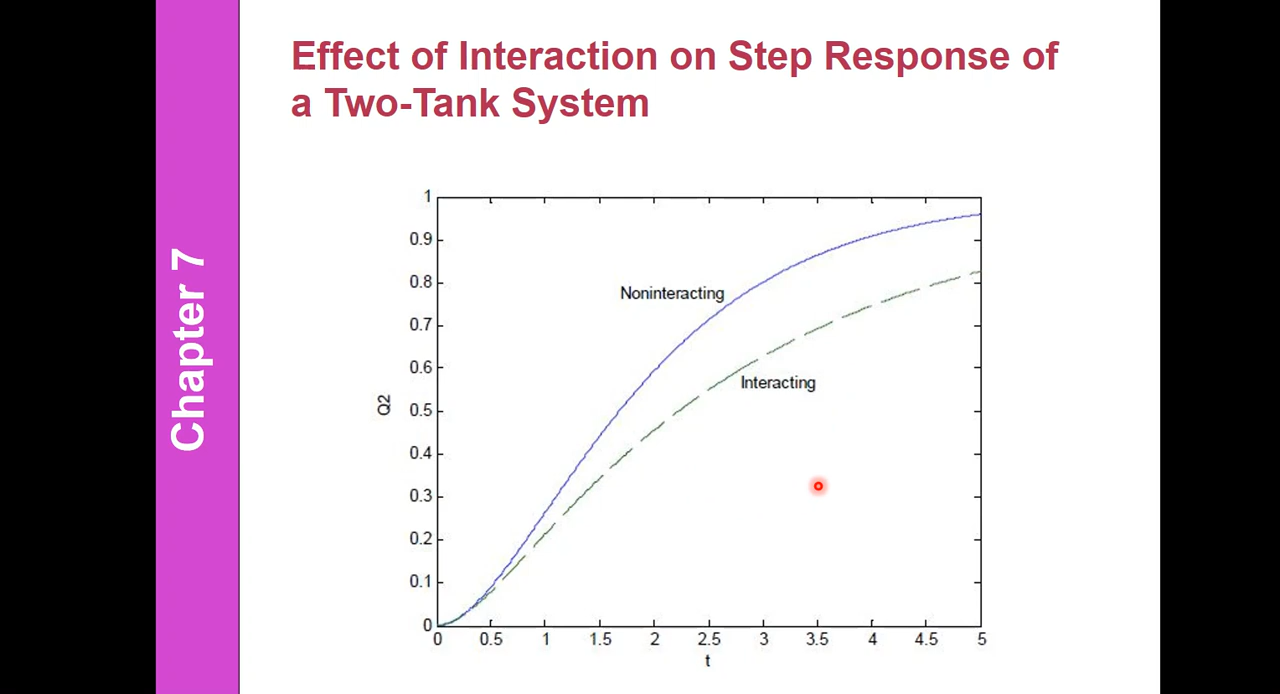 Effect of Interaction on Step Response of
a Two-Tank System
Chapter 7
1
0.9
0.8
0.7
0.6
0.5
0.4
0.3
0.2
0.1
0
Q2
Noninteracting
Interacting
0 0.5 1 1.5 2 2.5 3 3.5 4 4.5 5
t